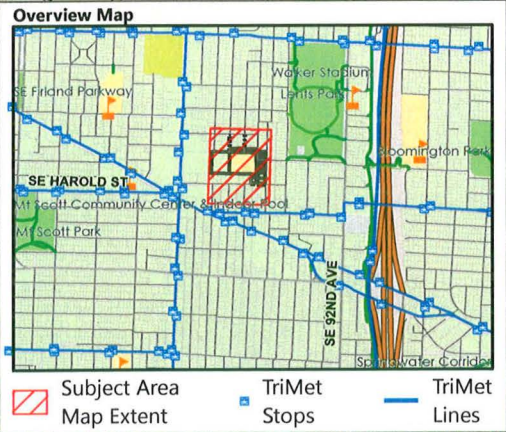 Overview Map
Walker Stadium
SE Friland Parkway
Lents Park
Bloomington Park
SE HAROLD ST
Mt Scott Community Center & Indoor Pool
Mt Scott Park
SE 92ND AVE
Springwater Corridor
Subject Area
Map Extent
TriMet
Stops
TriMet
Lines